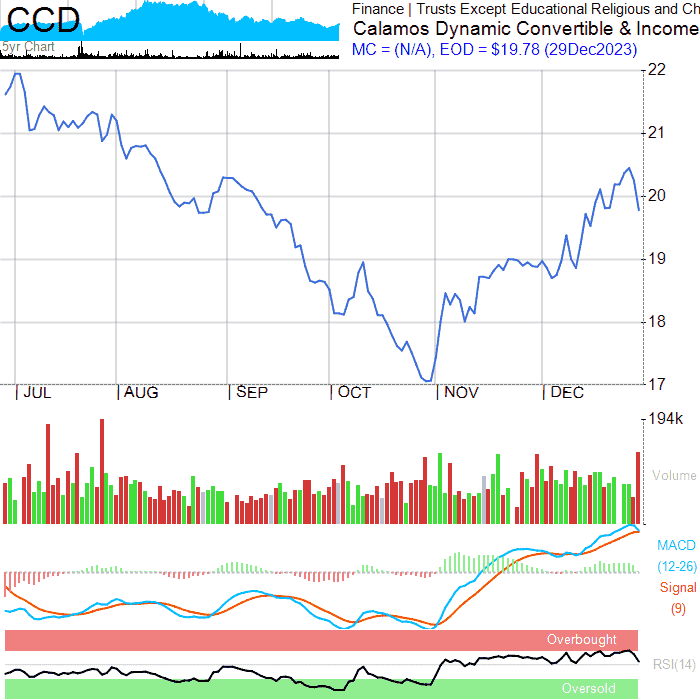 CCD
5yr Chart
Finance | Trusts Except Educational Religious and Ch
Calamos Dynamic Convertible & Income
MC = (N/A), EOD = $19.78 (29Dec2023)
22
21
20
19
18
17
|JUL |AUG |SEP |OCT |NOV |DEC
194k
Volume
MACD
(12-26)
Signal
(9)
Overbought
RSI(14)
Oversold